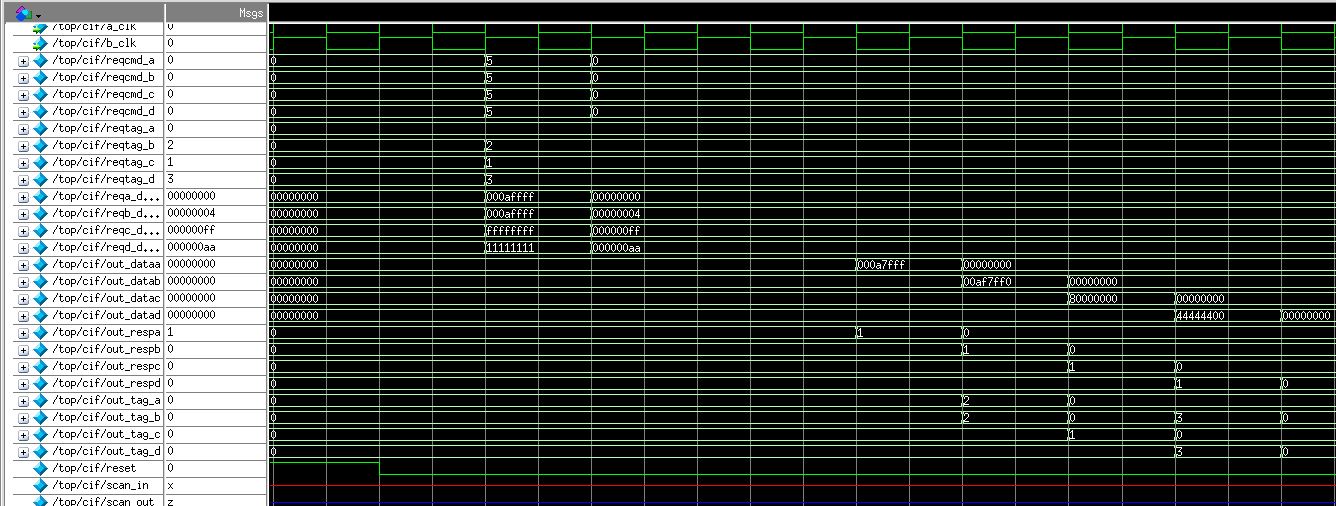 Msgs
/top/cif/a_clk 0
/top/cif/b_clk 0
/top/cif/reqcmd_a 0 0 5 0
/top/cif/reqcmd_b 0 0 5 0
/top/cif/reqcmd_c 0 0 5 0
/top/cif/reqcmd_d 0 0 5 0
/top/cif/reqtag_a 0 0
/top/cif/reqtag_b 2 0 2
/top/cif/reqtag_c 1 0 1
/top/cif/reqtag_d 3 0 3
/top/cif/reqa_d... 00000000 00000000 000affff 00000000
/top/cif/reqb_d... 00000004 00000000 000affff 00000004
/top/cif/reqc_d... 000000ff 00000000 ffffffff 000000ff
/top/cif/reqd_d... 000000aa 00000000 11111111 000000aa
/top/cif/out_dataa 00000000 00000000 000a7fff 00000000
/top/cif/out_datab 00000000 00000000 00af7ff0 00000000
/top/cif/out_datac 00000000 00000000 80000000 00000000
/top/cif/out_datad 00000000 00000000 44444400 00000000
/top/cif/out_respa 1 0 1 0
/top/cif/out_respb 0 0 1 0
/top/cif/out_respc 0 0 1 0
/top/cif/out_respd 0 0 1 0
/top/cif/out_tag_a 0 0 2 0
/top/cif/out_tag_b 0 0 2 0 3 0
/top/cif/out_tag_c 0 0 1 0
/top/cif/out_tag_d 0 0 3 0
/top/cif/reset 0
/top/cif/scan_in x
/top/cif/scan_out z